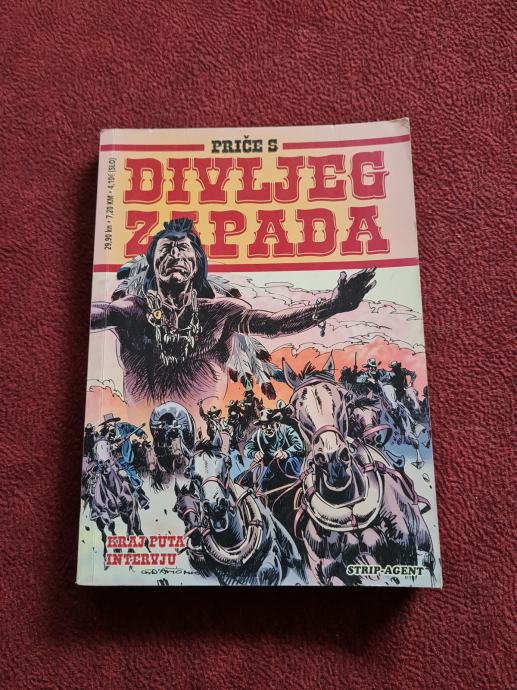 PRIČE S
DIVLJEG
ZAPADA
29,90 kn • 7,20 KM • 4,10€ (SLO)
KRAJ PUTA
INTERVJU
STRIP-AGENT